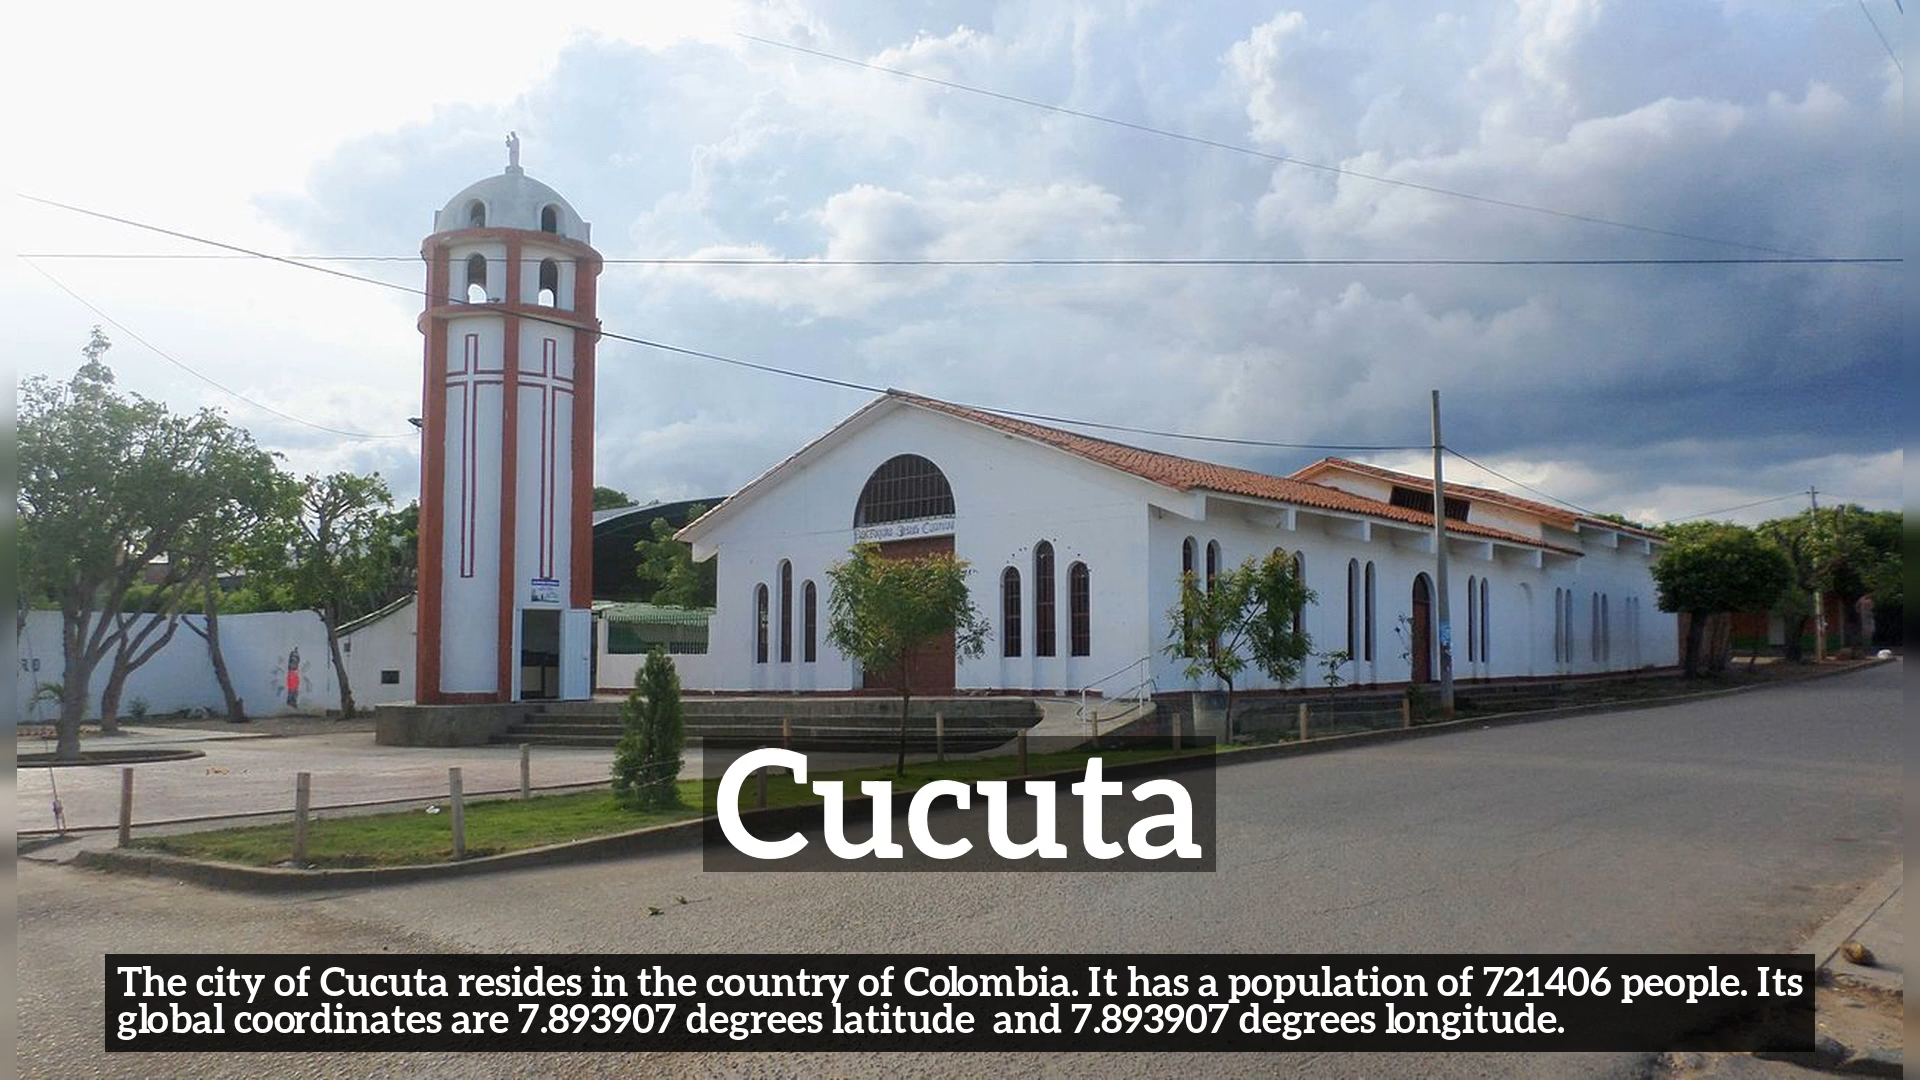 Cucuta
The city of Cucuta resides in the country of Colombia. It has a population of 721406 people. Its
global coordinates are 7.893907 degrees latitude  and 7.893907 degrees longitude.